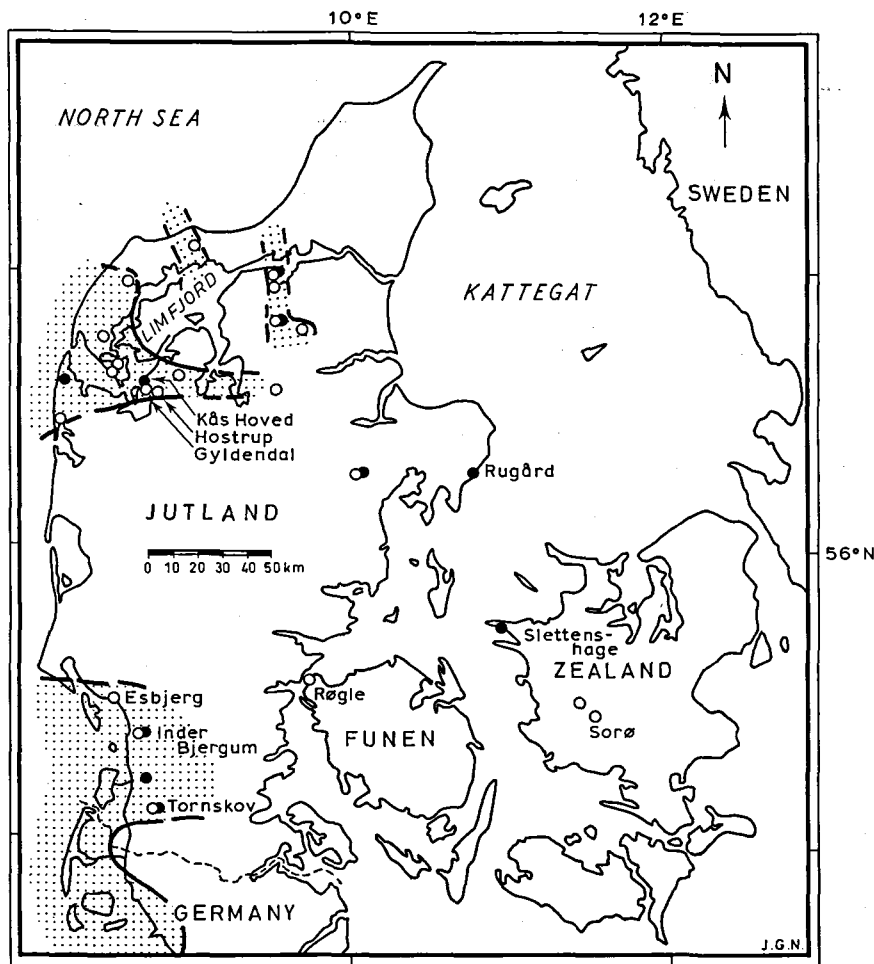 10°E 12°E
NORTH SEA
N
SWEDEN
KATTEGAT
LIMFJORD
Kås Hoved
Hostrup
Gyldendal
Rugård
JUTLAND
0 10 20 30 40 50 km
56°N
Slettens-
hage
ZEALAND
Esbjerg
Røgle
Sorø
Inder
Bjergum
FUNEN
Tornskov
GERMANY
J.G.N.